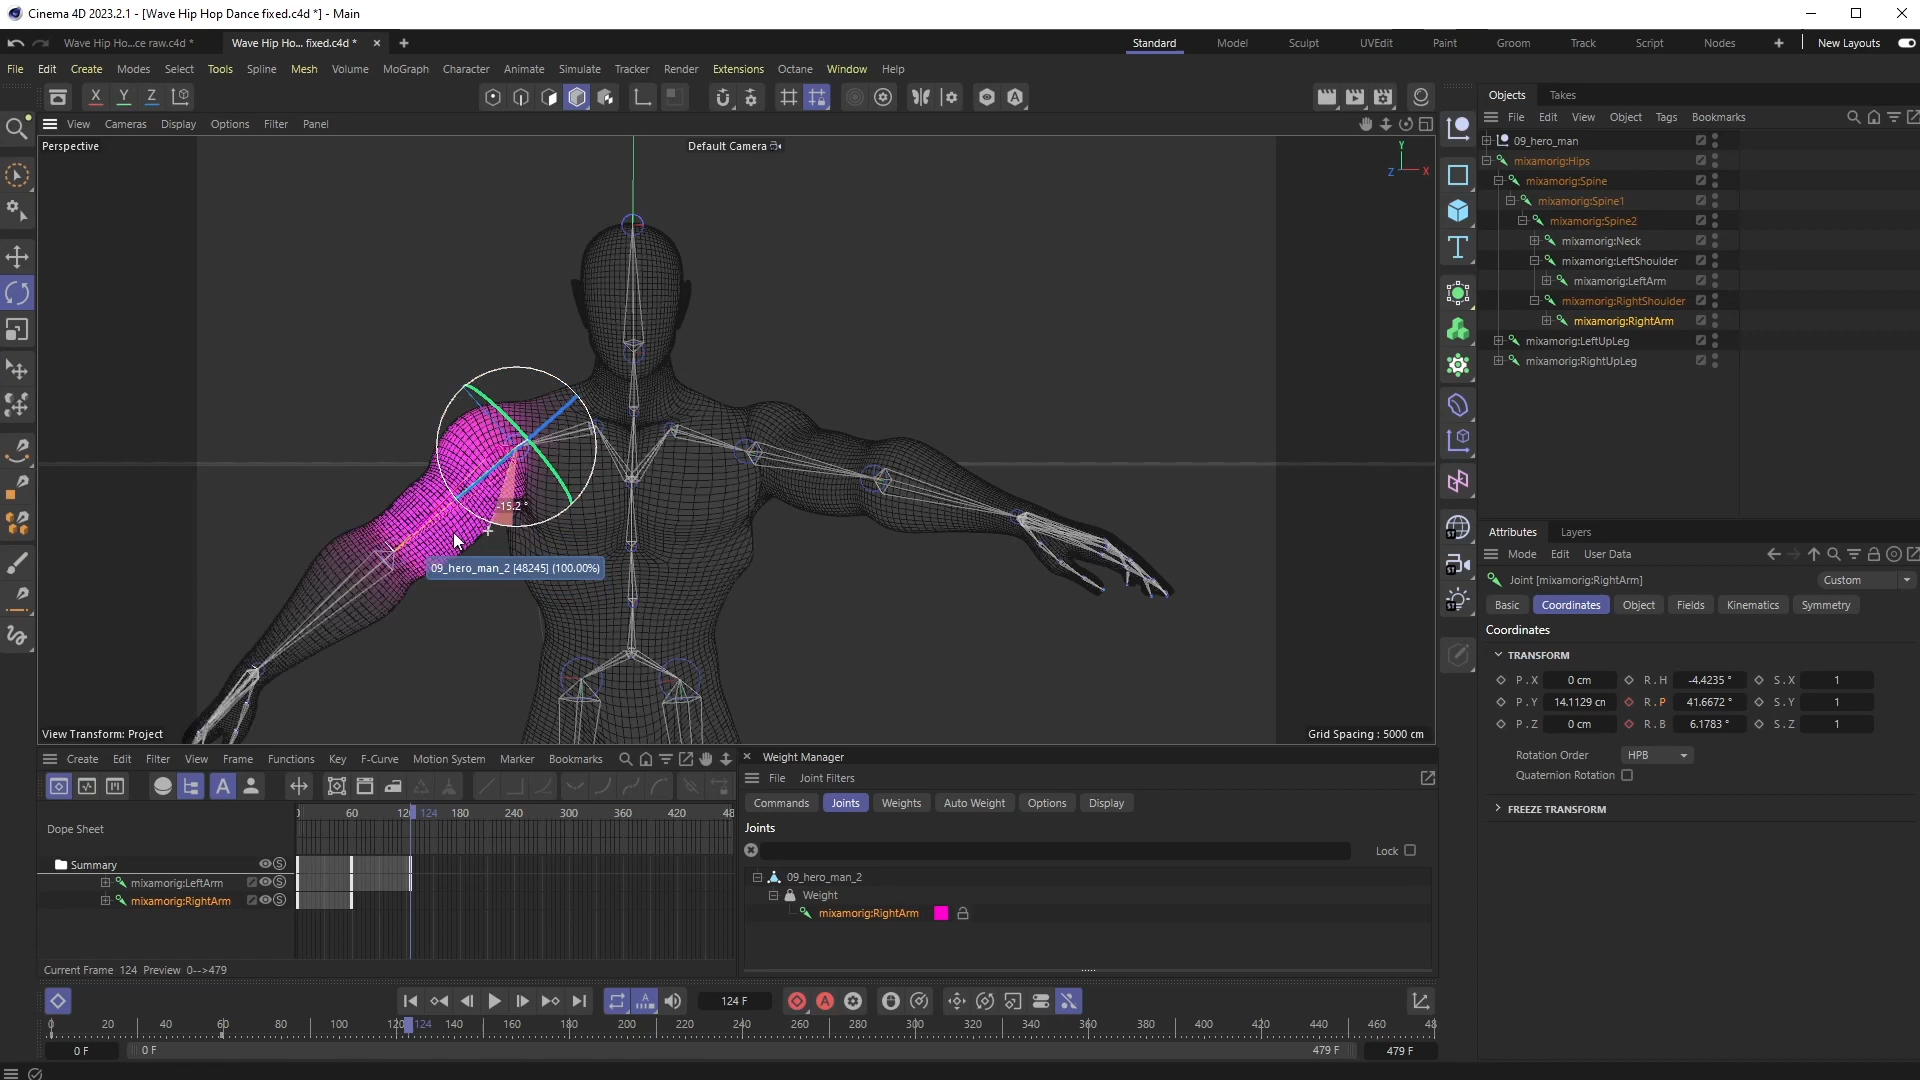 Cinema 4D 2023.2.1 - [Wave Hip Hop Dance fixed.c4d *] - Main
Wave Hip Ho...ce raw.c4d *
Wave Hip Ho... fixed.c4d *
Standard
Model
Sculpt
UVEdit
Paint
Groom
Track
Script
Nodes
New Layouts
File Edit Create Modes Select Tools Spline Mesh Volume MoGraph Character Animate Simulate Tracker Render Extensions Octane Window Help
X Y Z
Objects Takes
File Edit View Object Tags Bookmarks
View Cameras Display Options Filter Panel
Perspective
Default Camera
Y
Z X
09_hero_man
mixamorig:Hips
mixamorig:Spine
mixamorig:Spine1
mixamorig:Spine2
mixamorig:Neck
mixamorig:LeftShoulder
mixamorig:LeftArm
mixamorig:RightShoulder
mixamorig:RightArm
mixamorig:LeftUpLeg
mixamorig:RightUpLeg
-15.2 °
09_hero_man_2 [48245] (100.00%)
View Transform: Project
Grid Spacing : 5000 cm
Attributes Layers
Mode Edit User Data
Joint [mixamorig:RightArm]
Custom
Basic Coordinates Object Fields Kinematics Symmetry
Coordinates
TRANSFORM
P . X 0 cm R . H -4.4235 ° S . X 1
P . Y 14.1129 cn R . P 41.6672 ° S . Y 1
P . Z 0 cm R . B 6.1783 ° S . Z 1
Rotation Order HPB
Quaternion Rotation
FREEZE TRANSFORM
Create Edit Filter View Frame Functions Key F-Curve Motion System Marker Bookmarks
60 12 124 180 240 300 360 420 48
Dope Sheet
Summary
mixamorig:LeftArm
mixamorig:RightArm
Current Frame 124 Preview 0-->479
Weight Manager
File Joint Filters
Commands Joints Weights Auto Weight Options Display
Joints
Lock
09_hero_man_2
Weight
mixamorig:RightArm
124 F
0 20 40 60 80 100 120 124 140 160 180 200 220 240 260 280 300 320 340 360 380 400 420 440 460 48
0 F
0 F
479 F
479 F